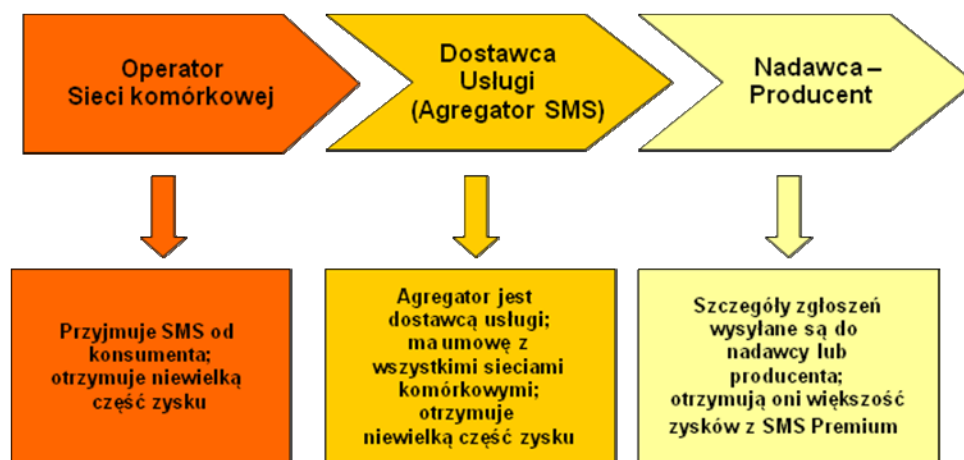 Operator
Sieci komórkowej
Dostawca
Usługi
(Agregator SMS)
Nadawca –
Producent
Przyjmuje SMS od
konsumenta;
otrzymuje niewielką
część zysku
Agregator jest
dostawcą usługi;
ma umowę z
wszystkimi sieciami
komórkowymi;
otrzymuje
niewielką część zysku
Szczegóły zgłoszeń
wysyłane są do
nadawcy lub
producenta;
otrzymują oni większość
zysków z SMS Premium